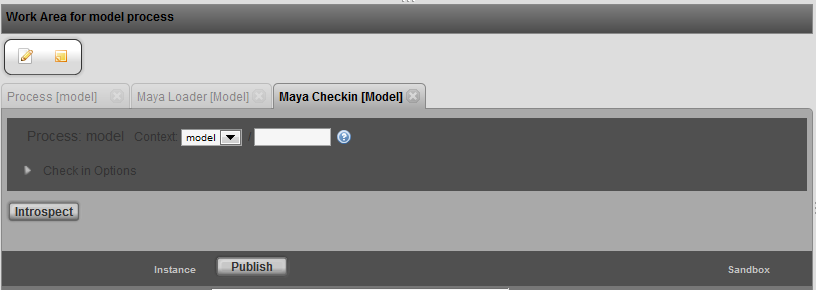 Work Area for model process
Process [model] Maya Loader [Model] Maya Checkin [Model]
Process: model Context: model /
Check in Options
Introspect
Instance Publish Sandbox